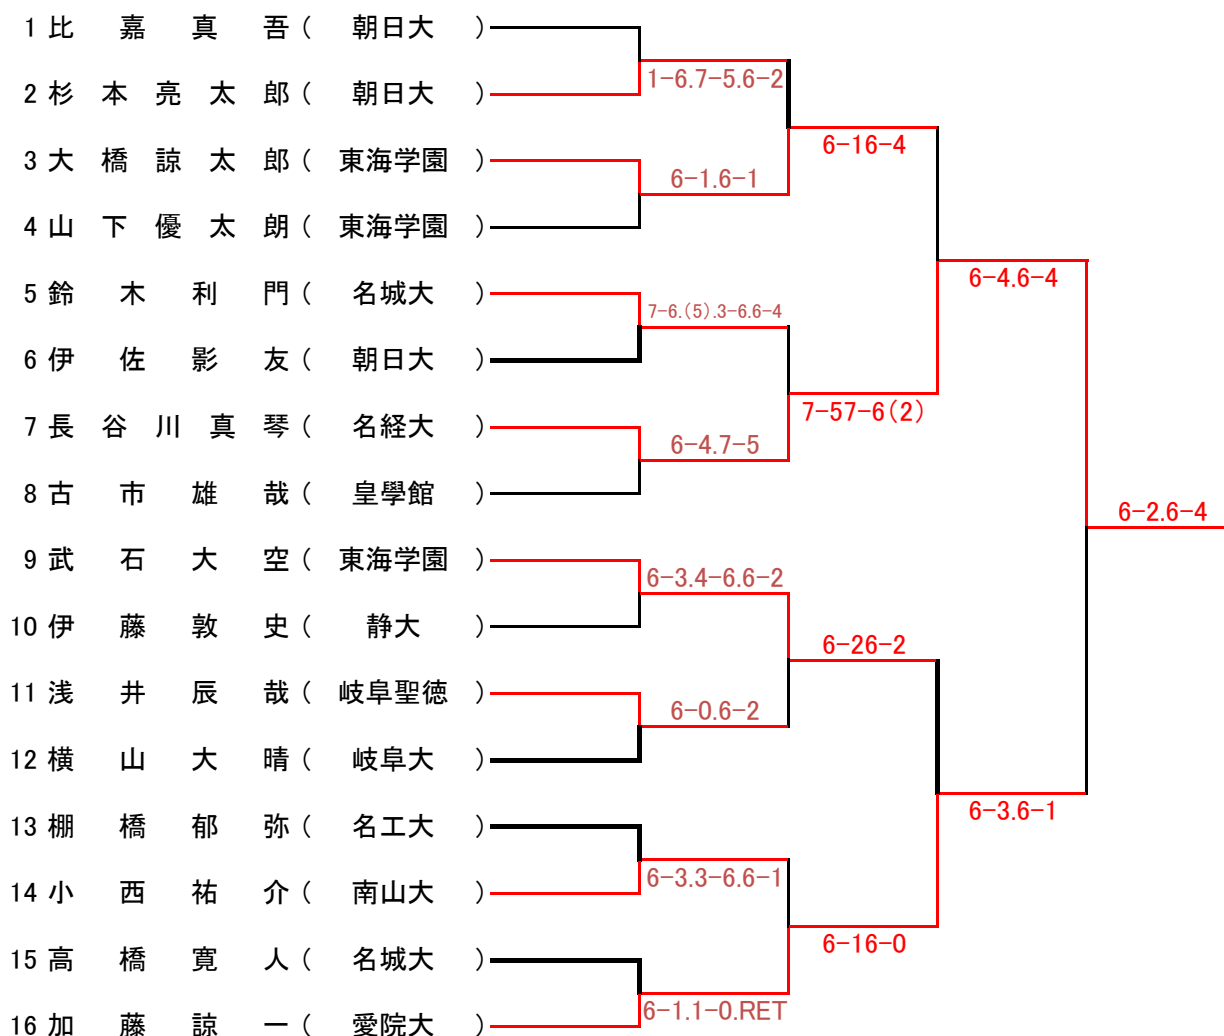 1 比嘉真吾（ 朝日大 ）
1-6.7-5.6-2
2 杉本亮太郎（ 朝日大 ）
6-16-4
3 大橋諒太郎（ 東海学園 ）
6-1.6-1
4 山下優太朗（ 東海学園 ）
6-4.6-4
5 鈴木利門（ 名城大 ）
7-6.(5).3-6.6-4
6 伊佐影友（ 朝日大 ）
7-57-6(2)
7 長谷川真琴（ 名経大 ）
6-4.7-5
8 古市雄哉（ 皇學館 ）
6-2.6-4
9 武石大空（ 東海学園 ）
6-3.4-6.6-2
10 伊藤敦史（ 静大 ）
6-26-2
11 浅井辰哉（ 岐阜聖徳 ）
6-0.6-2
12 横山大晴（ 岐阜大 ）
6-3.6-1
13 棚橋郁弥（ 名工大 ）
6-3.3-6.6-1
14 小西祐介（ 南山大 ）
6-16-0
15 高橋寛人（ 名城大 ）
6-1.1-0.RET
16 加藤諒一（ 愛院大 ）